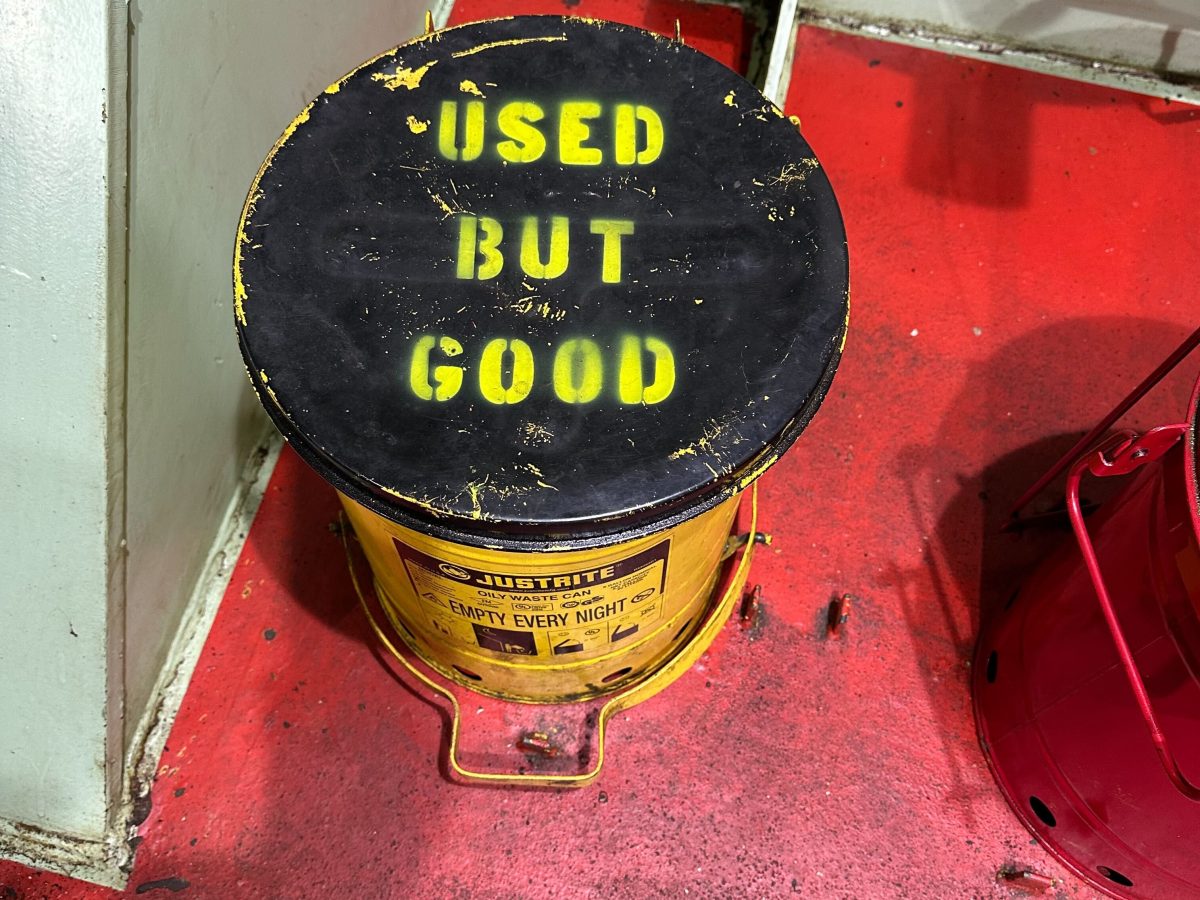 USED
BUT
GOOD
JUSTRITE
OILY WASTE CAN
EMPTY EVERY NIGHT